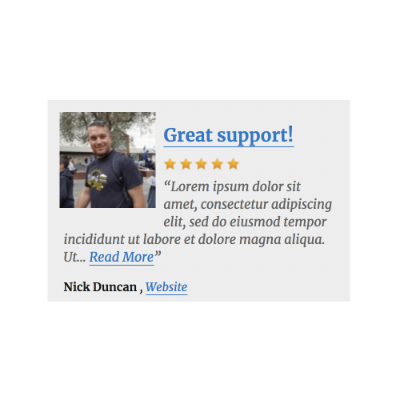 Great support!
“Lorem ipsum dolor sit
amet, consectetur adipiscing
elit, sed do eiusmod tempor
incididunt ut labore et dolore magna aliqua.
Ut... Read More”
Nick Duncan , Website